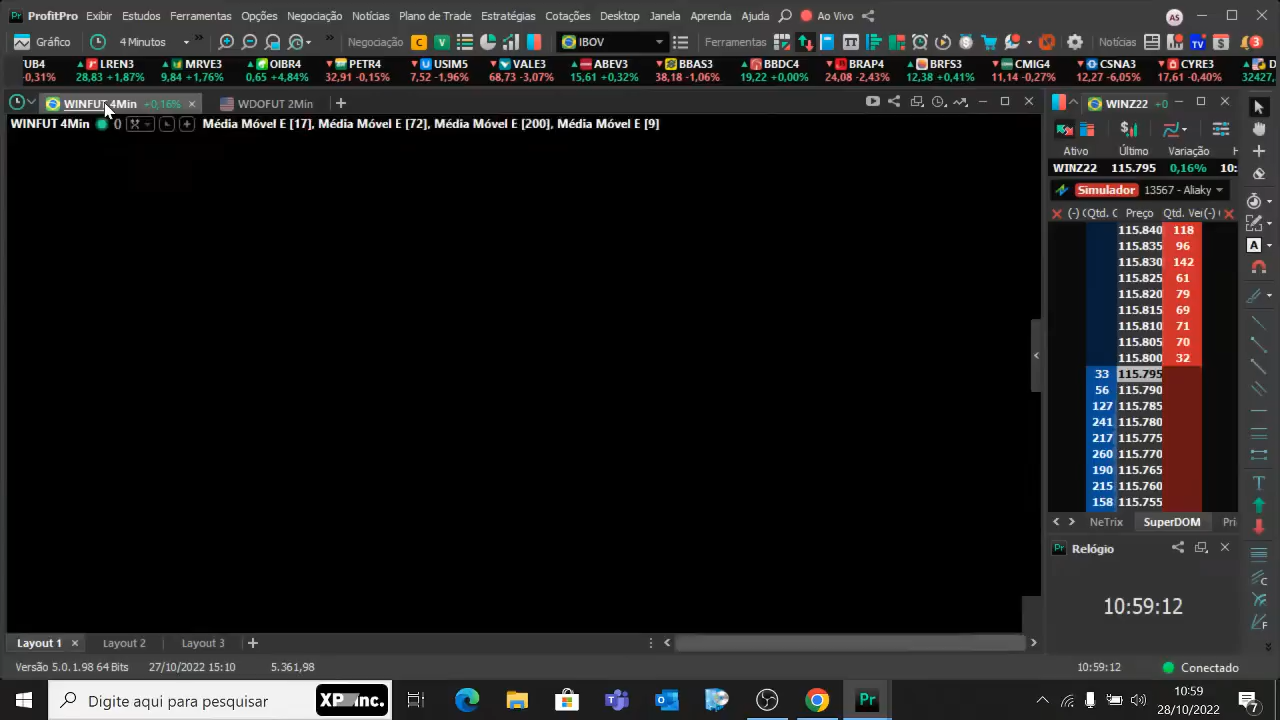 ProfitPro Exibir Estudos Ferramentas Opções Negociação Notícias Plano de Trade Estratégias Cotações Desktop Janela Aprenda Ajuda Ao Vivo AS
Gráfico 4 Minutos » » Negociação C V IBOV Ferramentas Notícias TV $ 3
UB4 LREN3 MRVE3 OIBR4 PETR4 USIM5 VALE3 ABEV3 BBAS3 BBDC4 BRAP4 BRFS3 CMIG4 CSNA3 CYRE3 D
-0,31% 28,83 +1,87% 9,84 +1,76% 0,65 +4,84% 32,91 -0,15% 7,52 -1,96% 68,73 -3,07% 15,61 +0,32% 38,18 -1,06% 19,22 +0,00% 24,08 -2,43% 12,38 +0,41% 11,14 -0,27% 12,27 -6,05% 17,61 -0,40% 32427,
WINFUT 4Min +0,16% WDOFUT 2Min
WINFUT 4Min Média Móvel E [17], Média Móvel E [72], Média Móvel E [200], Média Móvel E [9]
WINZ22 +0
Ativo Último Variação
WINZ22 115.795 0,16% 10:
Simulador 13567 - Aliaky
(-) Qtd. C Preço Qtd. Ve (-)
115.840 118
115.835 96
115.830 142
115.825 61
115.820 79
115.815 69
115.810 71
115.805 70
115.800 32
33 115.795
56 115.790
127 115.785
241 115.780
217 115.775
260 115.770
190 115.765
215 115.760
158 115.755
NeTrix SuperDOM Pri
Pr Relógio
10:59:12
Layout 1 Layout 2 Layout 3
Versão 5.0.1.98 64 Bits 27/10/2022 15:10 5.361,98 10:59:12 Conectado
Digite aqui para pesquisar XP inc. Pr 10:59
28/10/2022 7